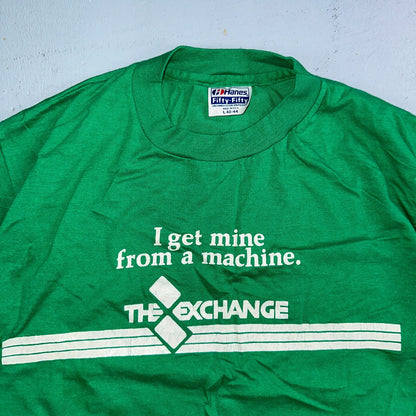 Hanes
Fifty-Fifty
L 42-44
I get mine
from a machine.
THE EXCHANGE